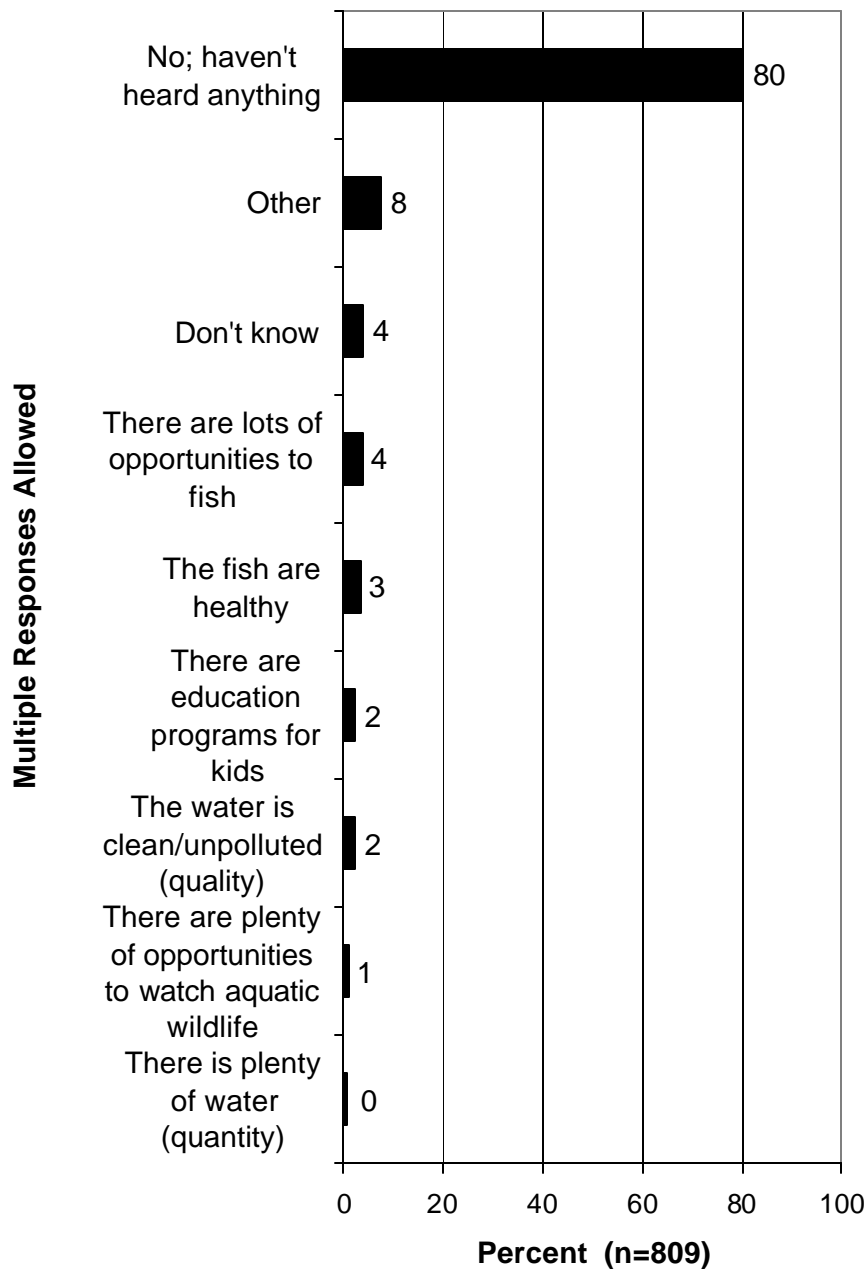 Multiple Responses Allowed
No; haven't
heard anything
80
Other
8
Don't know
4
There are lots of
opportunities to
fish
4
The fish are
healthy
3
There are
education
programs for
kids
2
The water is
clean/unpolluted
(quality)
2
There are plenty
of opportunities
to watch aquatic
wildlife
1
There is plenty
of water
(quantity)
0
0 20 40 60 80 100
Percent (n=809)